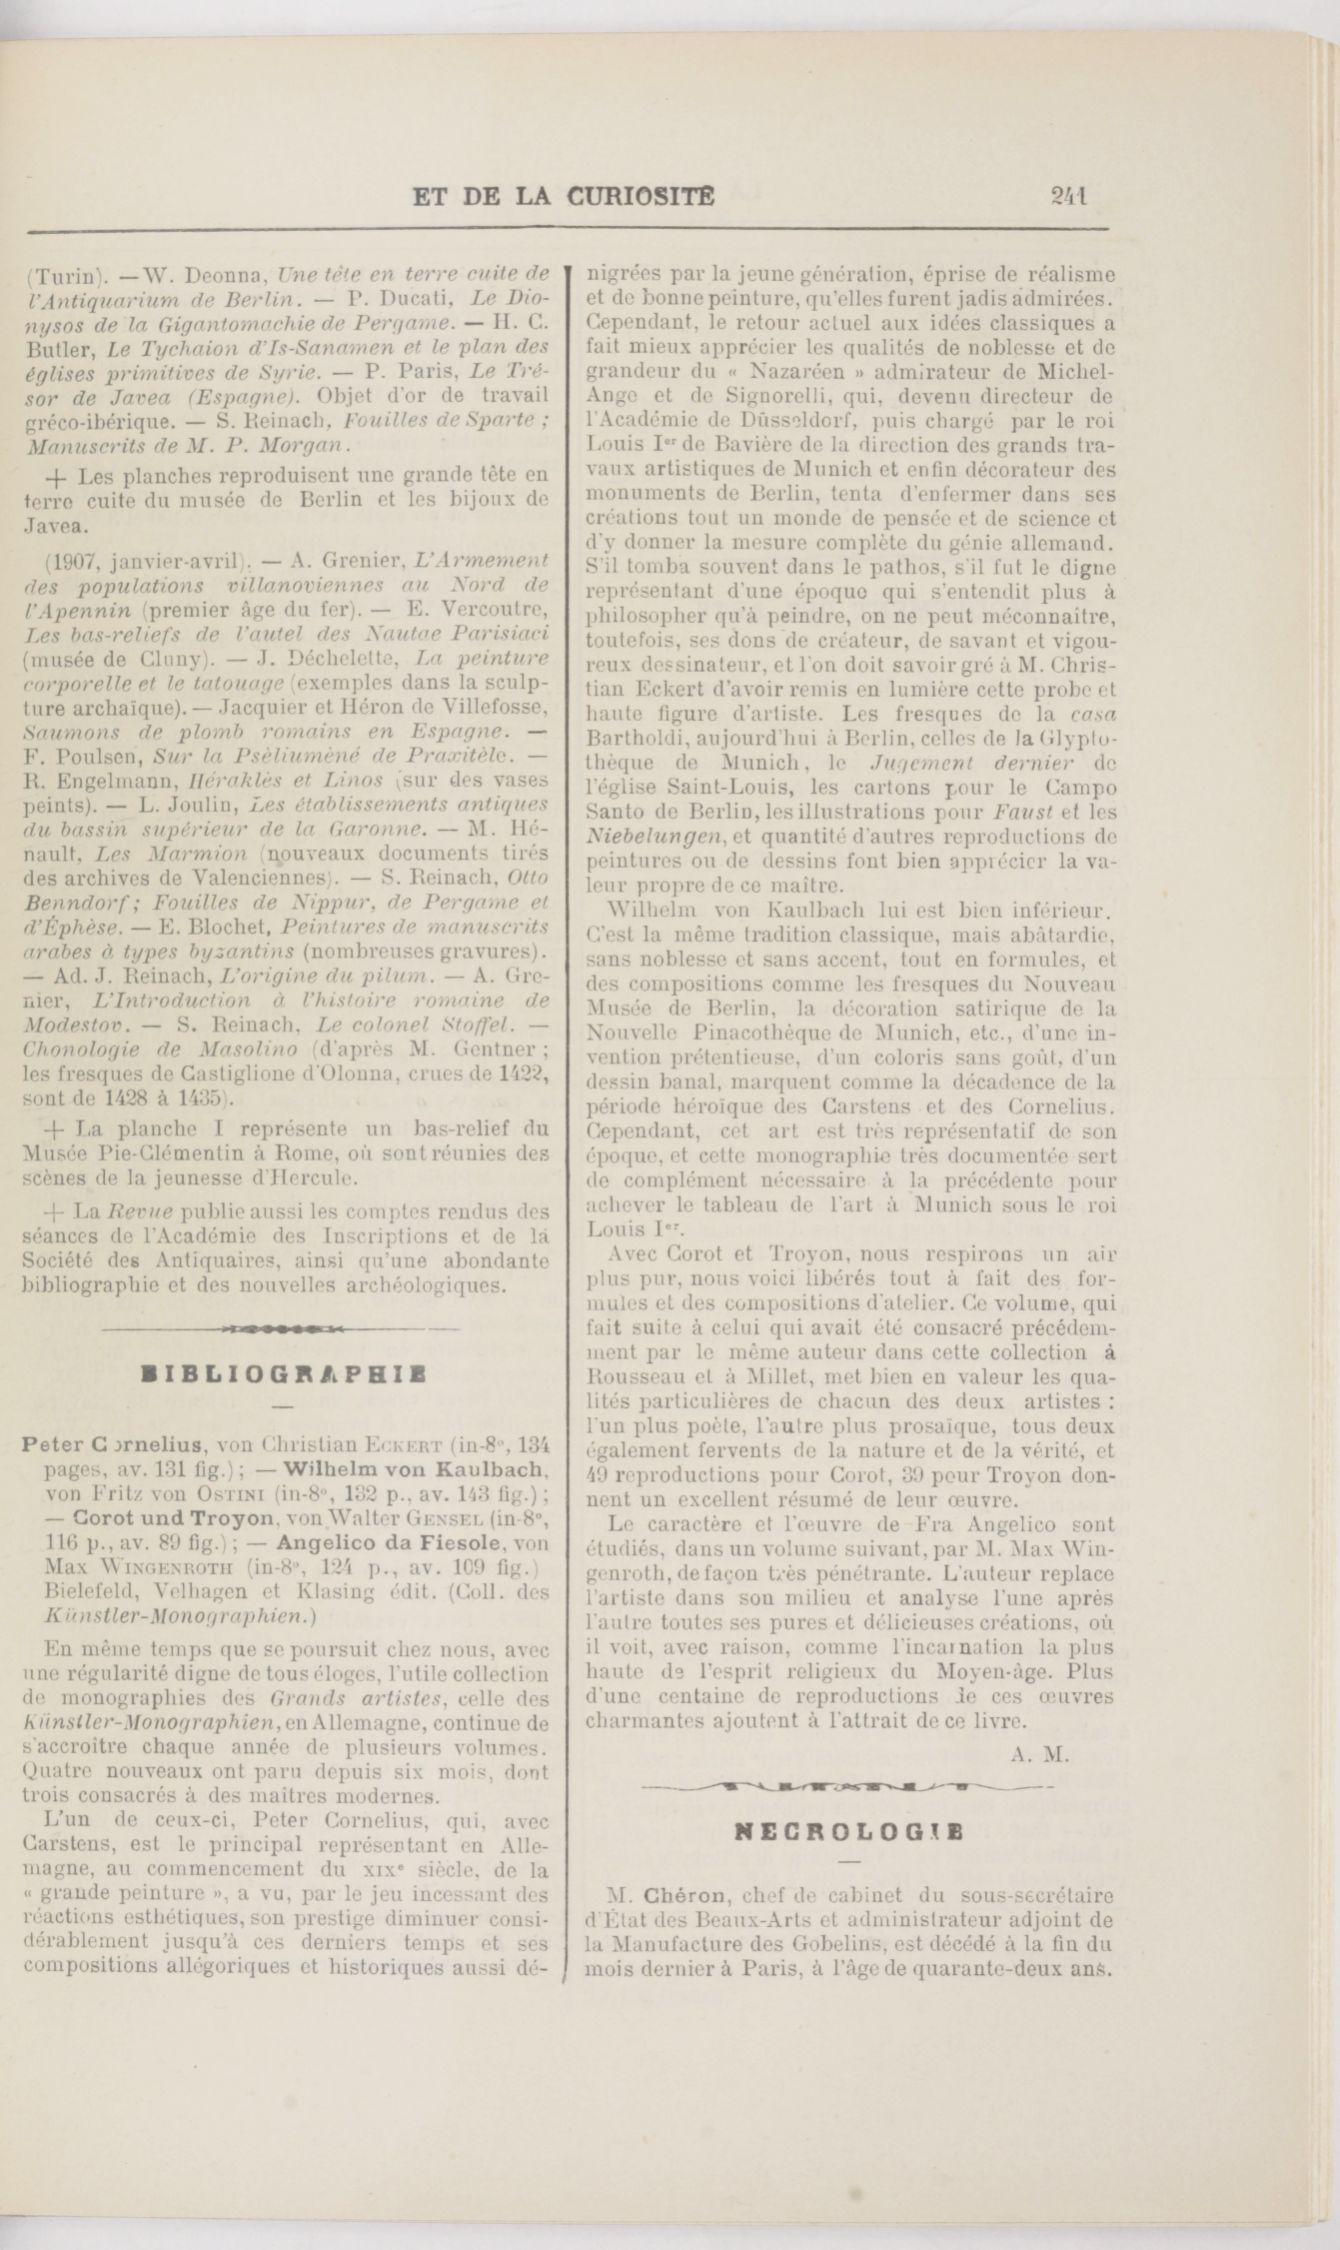 ET DE LA CURIOSITÉ
241
(Turin). — W. Deonna, Une tête en terre cuite de
l'Antiquarium de Berlin. — P. Ducati, Le Dio-
nysos de la Gigantomachie de Pergame. — H. C.
Butler, Le Tychaion d'Is-Sanamen et le plan des
églises primitives de Syrie. — P. Paris, Le Tré-
sor de Javea (Espagne). Objet d'or de travail
gréco-ibérique. — S. Reinach, Fouilles de Sparte ;
Manuscrits de M. P. Morgan.
+ Les planches reproduisent une grande tête en
terre cuite du musée de Berlin et les bijoux de
Javea.
(1907, janvier-avril). — A. Grenier, L'Armement
des populations villanoviennes au Nord de
l'Apennin (premier âge du fer). — E. Vercoutre,
Les bas-reliefs de l'autel des Nautae Parisiaci
(musée de Cluny). — J. Déchelette, La peinture
corporelle et le tatouage (exemples dans la sculp-
ture archaïque). — Jacquier et Héron de Villefosse,
Saumons de plomb romains en Espagne. —
F. Poulsen, Sur la Psèliumèné de Praxitèle. —
R. Engelmann, Héraklès et Linos (sur des vases
peints). — L. Joulin, Les établissements antiques
du bassin supérieur de la Garonne. — M. Hé-
nault, Les Marmion (nouveaux documents tirés
des archives de Valenciennes). — S. Reinach, Otto
Benndorf ; Fouilles de Nippur, de Pergame et
d'Éphèse. — E. Blochet, Peintures de manuscrits
arabes à types byzantins (nombreuses gravures).
— Ad. J. Reinach, L'origine du pilum. — A. Gre-
nier, L'Introduction à l'histoire romaine de
Modestov. — S. Reinach, Le colonel Stoffel. —
Chonologie de Masolino (d'après M. Gentner ;
les fresques de Castiglione d'Olonna, crues de 1422,
sont de 1428 à 1435).
+ La planche I représente un bas-relief du
Musée Pie-Clémentin à Rome, où sont réunies des
scènes de la jeunesse d'Hercule.
+ La Revue publie aussi les comptes rendus des
séances de l'Académie des Inscriptions et de la
Société des Antiquaires, ainsi qu'une abondante
bibliographie et des nouvelles archéologiques.
BIBLIOGRAPHIE
Peter Cornelius, von Christian ECKERT (in-8°, 134
pages, av. 131 fig.) ; — Wilhelm von Kaulbach,
von Fritz von OSTINI (in-8°, 132 p., av. 143 fig.) ;
— Corot und Troyon, von Walter GENSEL (in-8°,
116 p., av. 89 fig.) ; — Angelico da Fiesole, von
Max WINGENROTH (in-8°, 124 p., av. 109 fig.)
Bielefeld, Velhagen et Klasing édit. (Coll. des
Künstler-Monographien.)
En même temps que se poursuit chez nous, avec
une régularité digne de tous éloges, l'utile collection
de monographies des Grands artistes, celle des
Künstler-Monographien, en Allemagne, continue de
s'accroître chaque année de plusieurs volumes.
Quatre nouveaux ont paru depuis six mois, dont
trois consacrés à des maîtres modernes.
L'un de ceux-ci, Peter Cornelius, qui, avec
Carstens, est le principal représentant en Alle-
magne, au commencement du XIXe siècle, de la
« grande peinture », a vu, par le jeu incessant des
réactions esthétiques, son prestige diminuer consi-
dérablement jusqu'à ces derniers temps et ses
compositions allégoriques et historiques aussi dé-
nigrées par la jeune génération, éprise de réalisme
et de bonne peinture, qu'elles furent jadis admirées.
Cependant, le retour actuel aux idées classiques a
fait mieux apprécier les qualités de noblesse et de
grandeur du « Nazaréen » admirateur de Michel-
Ange et de Signorelli, qui, devenu directeur de
l'Académie de Düsseldorf, puis chargé par le roi
Louis Ier de Bavière de la direction des grands tra-
vaux artistiques de Munich et enfin décorateur des
monuments de Berlin, tenta d'enfermer dans ses
créations tout un monde de pensée et de science et
d'y donner la mesure complète du génie allemand.
S'il tomba souvent dans le pathos, s'il fut le digne
représentant d'une époque qui s'entendit plus à
philosopher qu'à peindre, on ne peut méconnaître,
toutefois, ses dons de créateur, de savant et vigou-
reux dessinateur, et l'on doit savoir gré à M. Chris-
tian Eckert d'avoir remis en lumière cette probe et
haute figure d'artiste. Les fresques de la casa
Bartholdi, aujourd'hui à Berlin, celles de la Glypto-
thèque de Munich, le Jugement dernier de
l'église Saint-Louis, les cartons pour le Campo
Santo de Berlin, les illustrations pour Faust et les
Niebelungen, et quantité d'autres reproductions de
peintures ou de dessins font bien apprécier la va-
leur propre de ce maître.
Wilhelm von Kaulbach lui est bien inférieur.
C'est la même tradition classique, mais abâtardie,
sans noblesse et sans accent, tout en formules, et
des compositions comme les fresques du Nouveau
Musée de Berlin, la décoration satirique de la
Nouvelle Pinacothèque de Munich, etc., d'une in-
vention prétentieuse, d'un coloris sans goût, d'un
dessin banal, marquent comme la décadence de la
période héroïque des Carstens et des Cornelius.
Cependant, cet art est très représentatif de son
époque, et cette monographie très documentée sert
de complément nécessaire à la précédente pour
achever le tableau de l'art à Munich sous le roi
Louis Ier.
Avec Corot et Troyon, nous respirons un air
plus pur, nous voici libérés tout à fait des for-
mules et des compositions d'atelier. Ce volume, qui
fait suite à celui qui avait été consacré précédem-
ment par le même auteur dans cette collection à
Rousseau et à Millet, met bien en valeur les qua-
lités particulières de chacun des deux artistes :
l'un plus poète, l'autre plus prosaïque, tous deux
également fervents de la nature et de la vérité, et
49 reproductions pour Corot, 39 pour Troyon don-
nent un excellent résumé de leur œuvre.
Le caractère et l'œuvre de Fra Angelico sont
étudiés, dans un volume suivant, par M. Max Win-
genroth, de façon très pénétrante. L'auteur replace
l'artiste dans son milieu et analyse l'une après
l'autre toutes ses pures et délicieuses créations, où
il voit, avec raison, comme l'incarnation la plus
haute de l'esprit religieux du Moyen-âge. Plus
d'une centaine de reproductions de ces œuvres
charmantes ajoutent à l'attrait de ce livre.
A. M.
NECROLOGIE
M. Chéron, chef de cabinet du sous-secrétaire
d'État des Beaux-Arts et administrateur adjoint de
la Manufacture des Gobelins, est décédé à la fin du
mois dernier à Paris, à l'âge de quarante-deux ans.